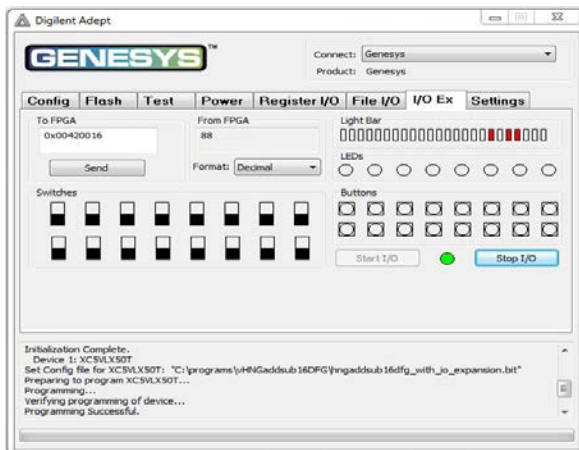 Digilent Adept
GENESYS™
Connect: Genesys
Product: Genesys
Config Flash Test Power Register I/O File I/O I/O Ex Settings
To FPGA
0x00420016
Send
From FPGA
88
Format: Decimal
Light Bar
LEDs
Switches
Buttons
Start I/O
Stop I/O
Initialization Complete.
Device 1: XC5VLX50T
Set Config file for XC5VLX50T: "C:\programs\vHNGaddsub16DFG\hngaddsub16dfg_with_io_expansion.bit"
Preparing to program XC5VLX50T...
Programming...
Verifying programming of device...
Programming Successful.